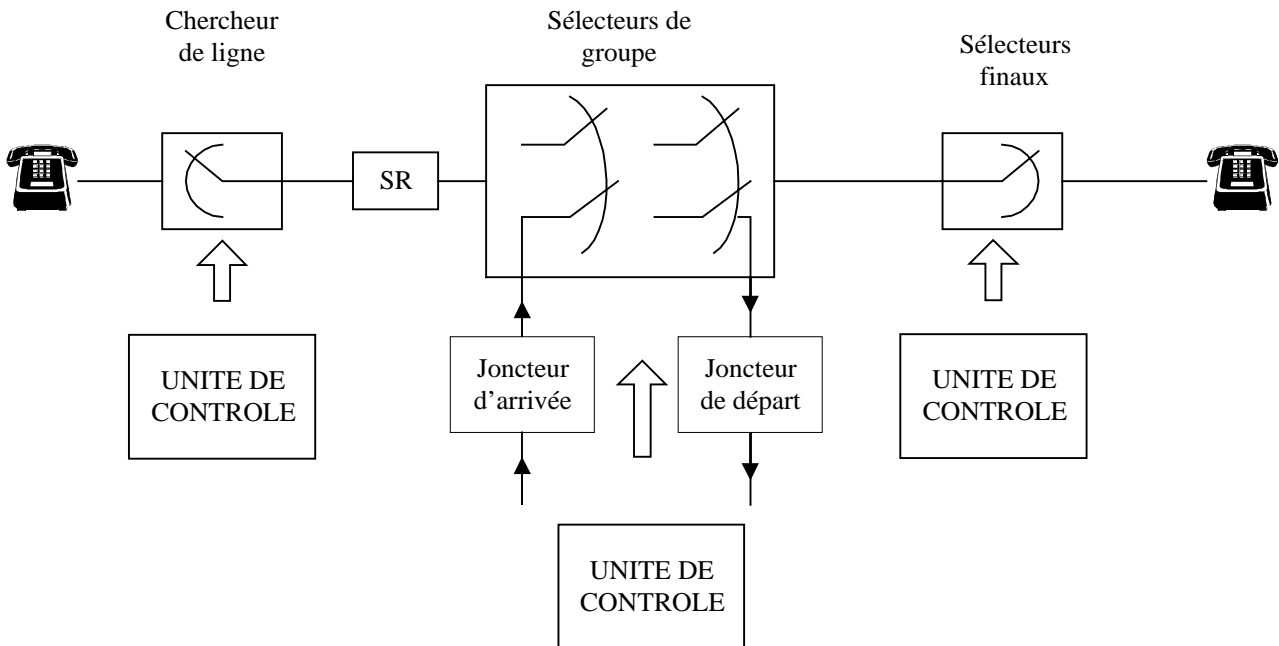 Chercheur
de ligne
Sélecteurs de
groupe
Sélecteurs
finaux
SR
UNITE DE
CONTROLE
Joncteur
d’arrivée
Joncteur
de départ
UNITE DE
CONTROLE
UNITE DE
CONTROLE